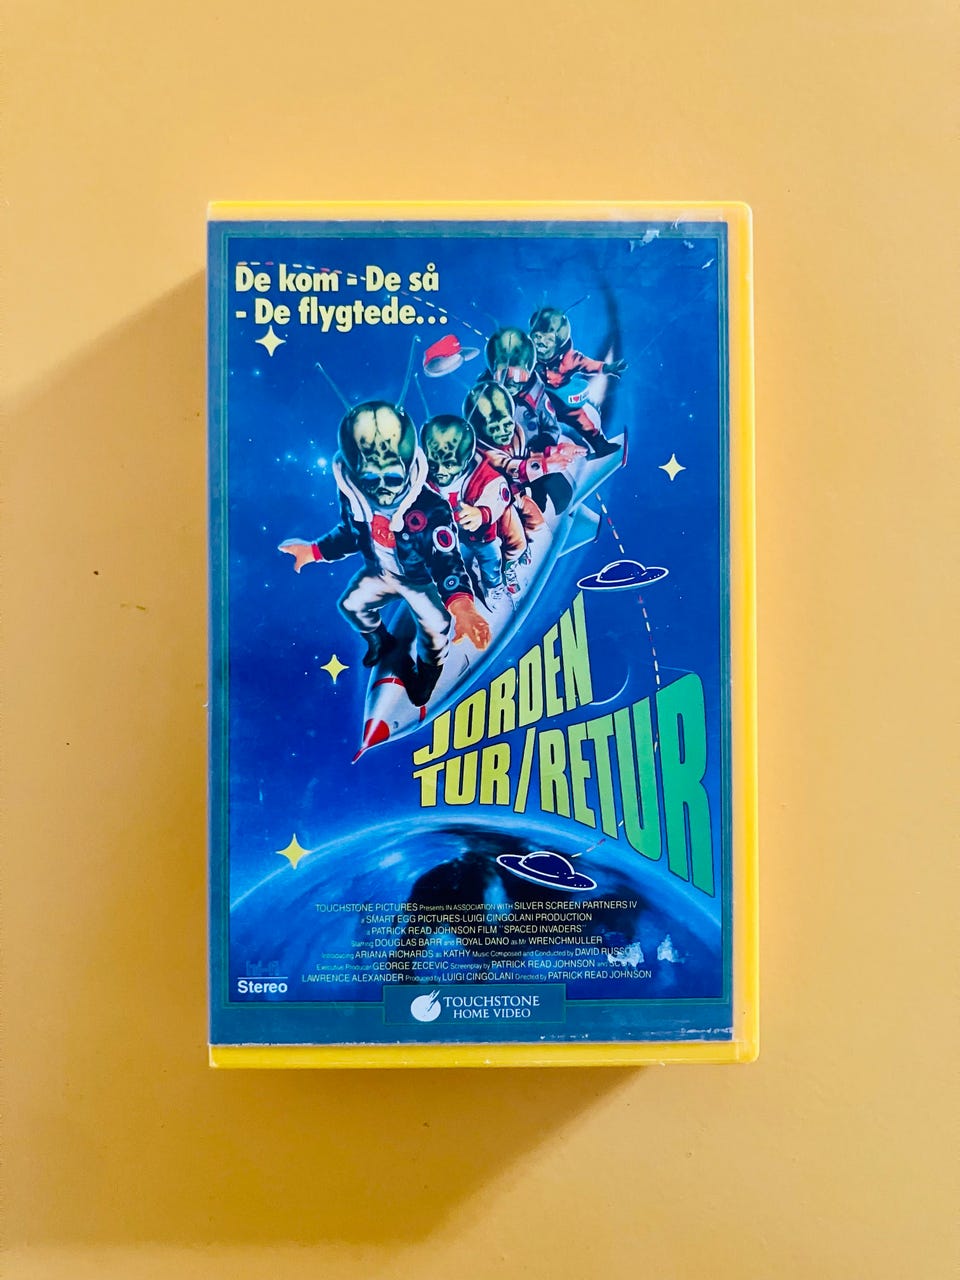 De kom - De så
- De flygtede...
JORDEN
TUR/RETUR
TOUCHSTONE PICTURES Presents IN ASSOCIATION WITH SILVER SCREEN PARTNERS IV
a SMART EGG PICTURES-LUIGI CINGOLANI PRODUCTION
a PATRICK READ JOHNSON FILM "SPACED INVADERS"
Starring DOUGLAS BARR and ROYAL DANO as Mr WRENCHMULLER
Introducing ARIANA RICHARDS as KATHY Music Composed and Conducted by DAVID
Executive Producer GEORGE ZECEVIC Screenplay by PATRICK READ JOHNSON and
LAWRENCE ALEXANDER Produced by LUIGI CINGOLANI Directed by PATRICK READ JOHNSON
hi-fi
Stereo
TOUCHSTONE
HOME VIDEO